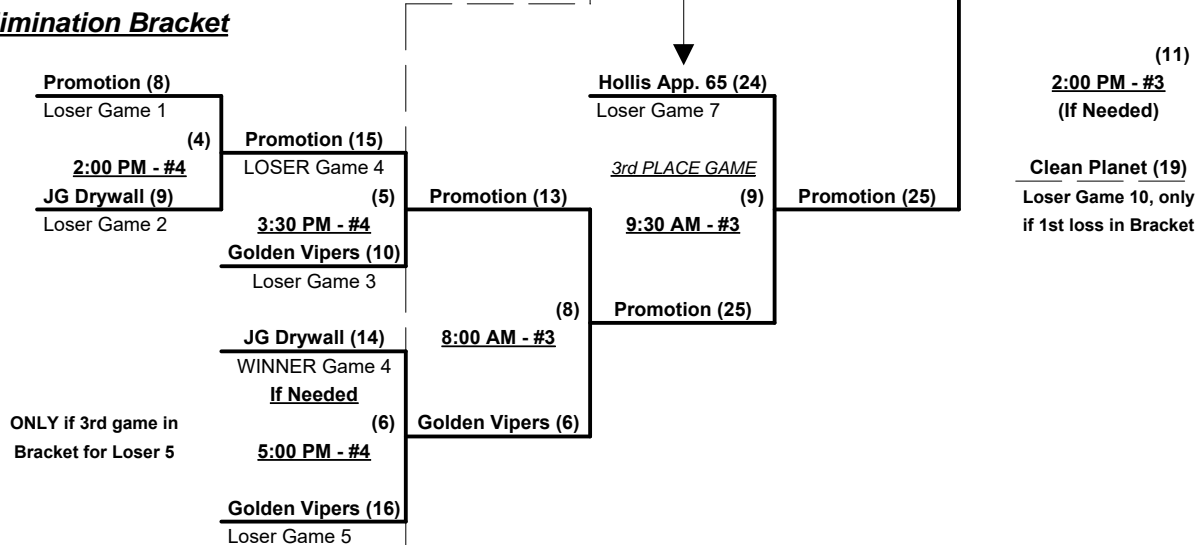 imination Bracket
(11)
Promotion (8)
Hollis App. 65 (24)
2:00 PM - #3
Loser Game 1
Loser Game 7
(If Needed)
(4)
Promotion (15)
2:00 PM - #4
LOSER Game 4
3rd PLACE GAME
Clean Planet (19)
JG Drywall (9)
(5)
Promotion (13)
(9)
Promotion (25)
Loser Game 10, only
Loser Game 2
3:30 PM - #4
9:30 AM - #3
if 1st loss in Bracket
Golden Vipers (10)
Loser Game 3
(8)
Promotion (25)
JG Drywall (14)
8:00 AM - #3
WINNER Game 4
If Needed
ONLY if 3rd game in
(6)
Golden Vipers (6)
Bracket for Loser 5
5:00 PM - #4
Golden Vipers (16)
Loser Game 5